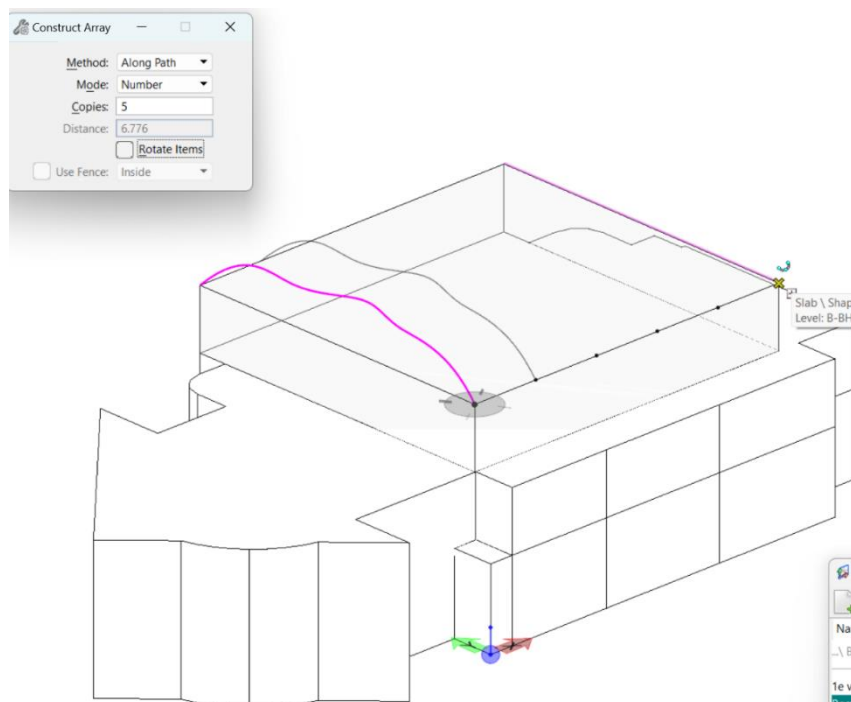 Construct Array
Method: Along Path
Mode: Number
Copies: 5
Distance: 6.776
Rotate Items
Use Fence: Inside
Slab \ Shap
Level: B-BH
Na
..\ B
1e v